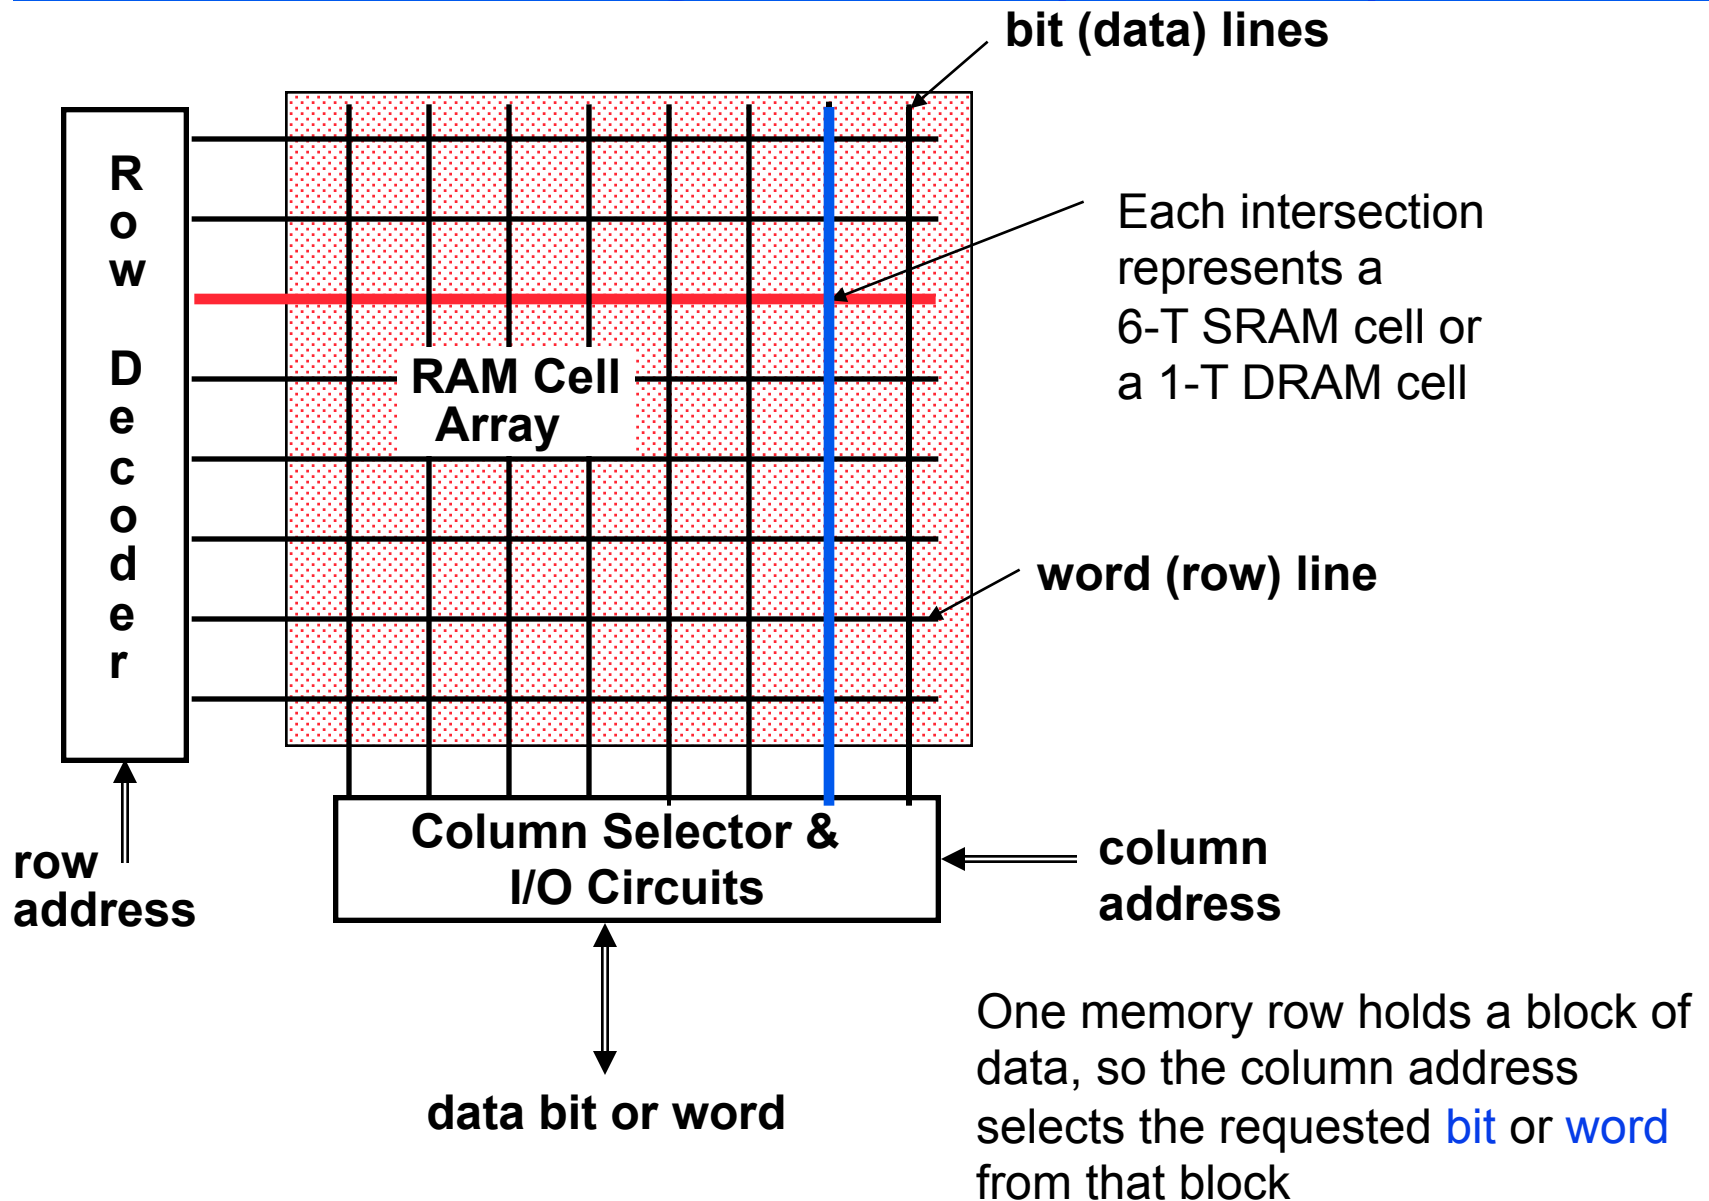 bit (data) lines
Row Decoder
Each intersection
represents a
6-T SRAM cell or
a 1-T DRAM cell
RAM Cell
Array
word (row) line
Column Selector &
I/O Circuits
row
address
column
address
data bit or word
One memory row holds a block of
data, so the column address
selects the requested bit or word
from that block